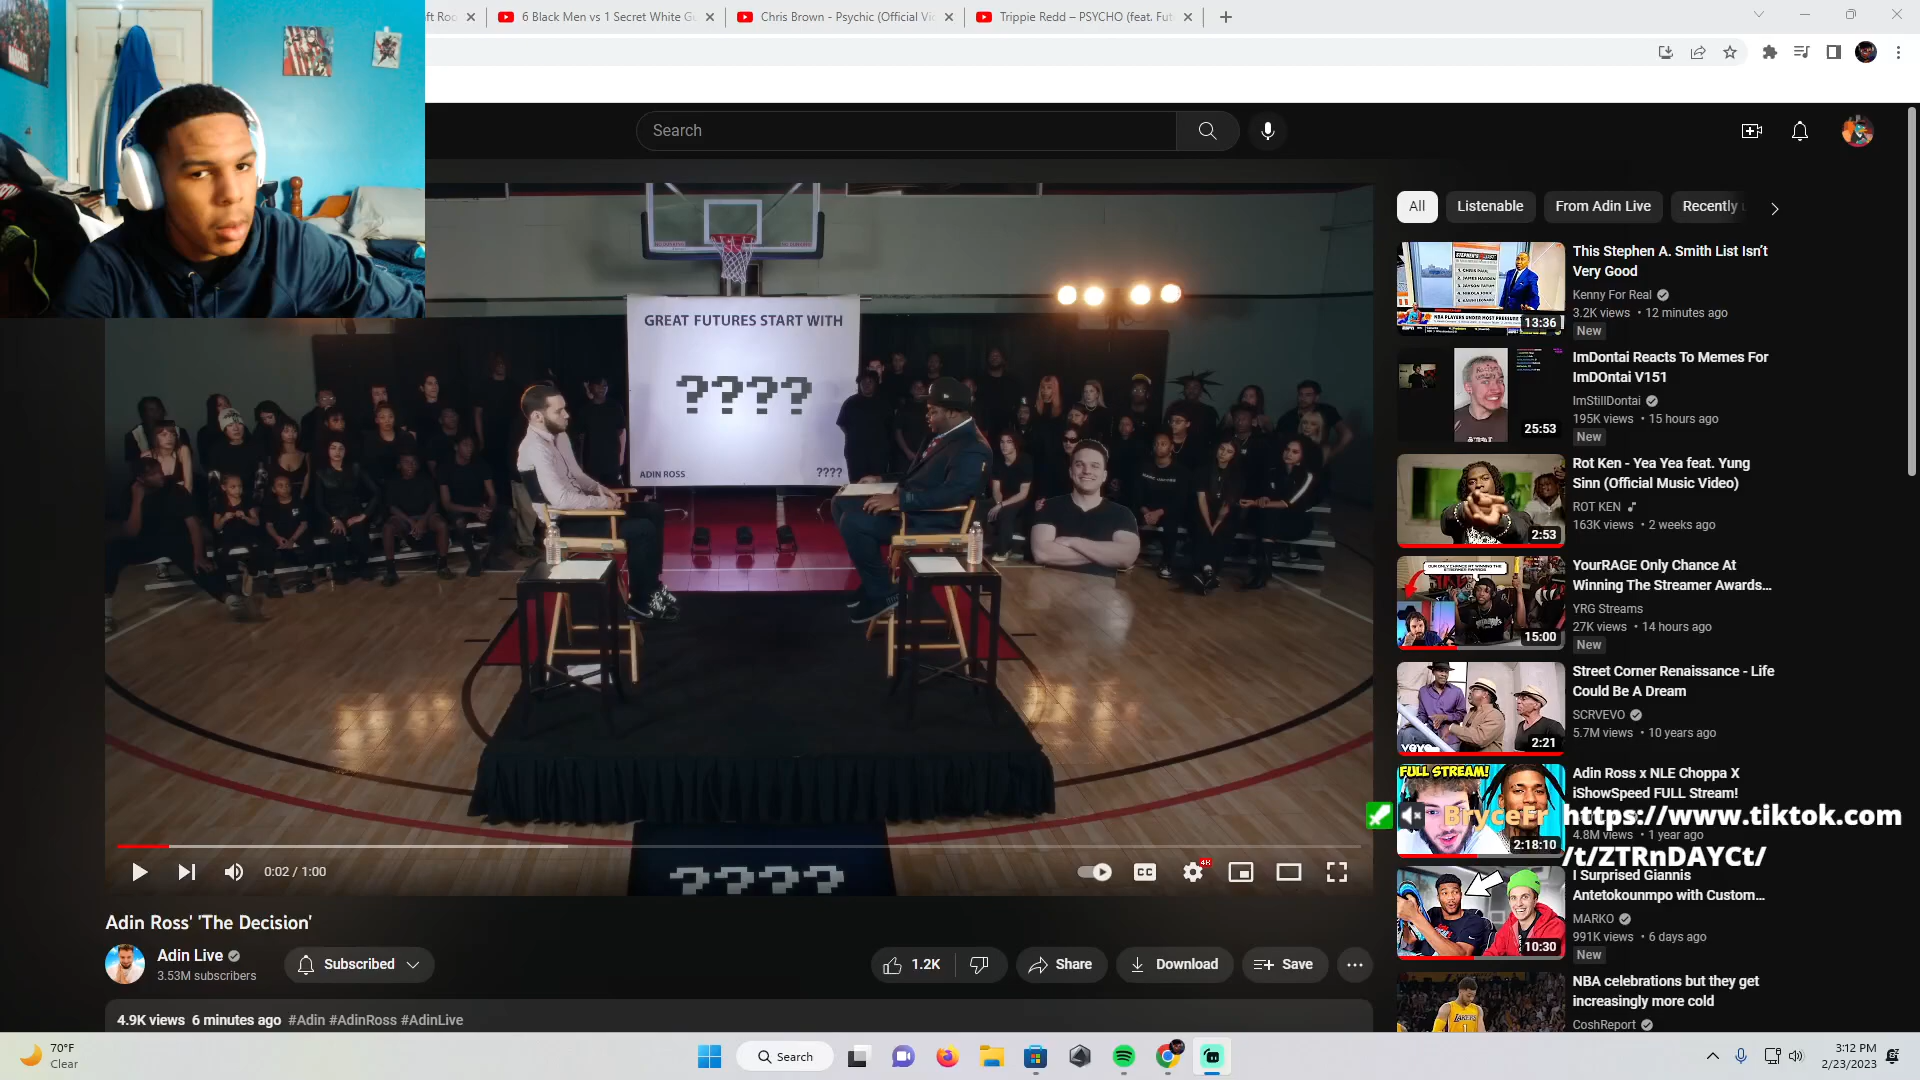 6 Black Men vs 1 Secret White Gu
Chris Brown - Psychic (Official Vi
Trippie Redd – PSYCHO (feat. Fut
Search
GREAT FUTURES START WITH
????
ADIN ROSS
????
????
0:02 / 1:00
CC
4K
Adin Ross' 'The Decision'
Adin Live
3.53M subscribers
Subscribed
1.2K
Share
Download
Save
4.9K views 6 minutes ago #Adin #AdinRoss #AdinLive
All
Listenable
From Adin Live
Recently
13:36
This Stephen A. Smith List Isn't
Very Good
Kenny For Real
3.2K views • 12 minutes ago
New
25:53
ImDontai Reacts To Memes For
ImDOntai V151
ImStillDontai
195K views • 15 hours ago
New
2:53
Rot Ken - Yea Yea feat. Yung
Sinn (Official Music Video)
ROT KEN
163K views • 2 weeks ago
15:00
YourRAGE Only Chance At
Winning The Streamer Awards...
YRG Streams
27K views • 14 hours ago
New
vevo
2:21
Street Corner Renaissance - Life
Could Be A Dream
SCRVEVO
5.7M views • 10 years ago
FULL STREAM!
2:18:10
Adin Ross x NLE Choppa X
iShowSpeed FULL Stream!
BryceFr https://www.tiktok.com
/t/ZTRnDAYCt/
4.8M views • 1 year ago
10:30
I Surprised Giannis
Antetokounmpo with Custom...
MARKO
991K views • 6 days ago
New
LAKERS
NBA celebrations but they get
increasingly more cold
CoshReport
70°F
Clear
Search
3:12 PM
2/23/2023